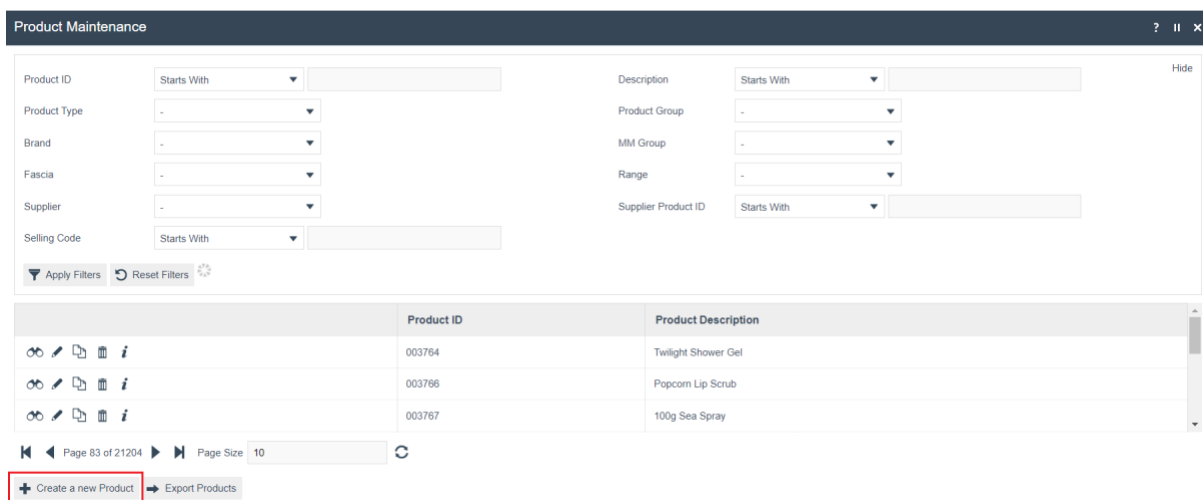 Product Maintenance ? II ×
Hide
Product ID Starts With Description Starts With
Product Type - Product Group -
Brand - MM Group -
Fascia - Range -
Supplier - Supplier Product ID Starts With
Selling Code Starts With
Apply Filters Reset Filters
Product ID Product Description
i 003764 Twilight Shower Gel
i 003766 Popcorn Lip Scrub
i 003767 100g Sea Spray
Page 83 of 21204 Page Size 10
Create a new Product Export Products